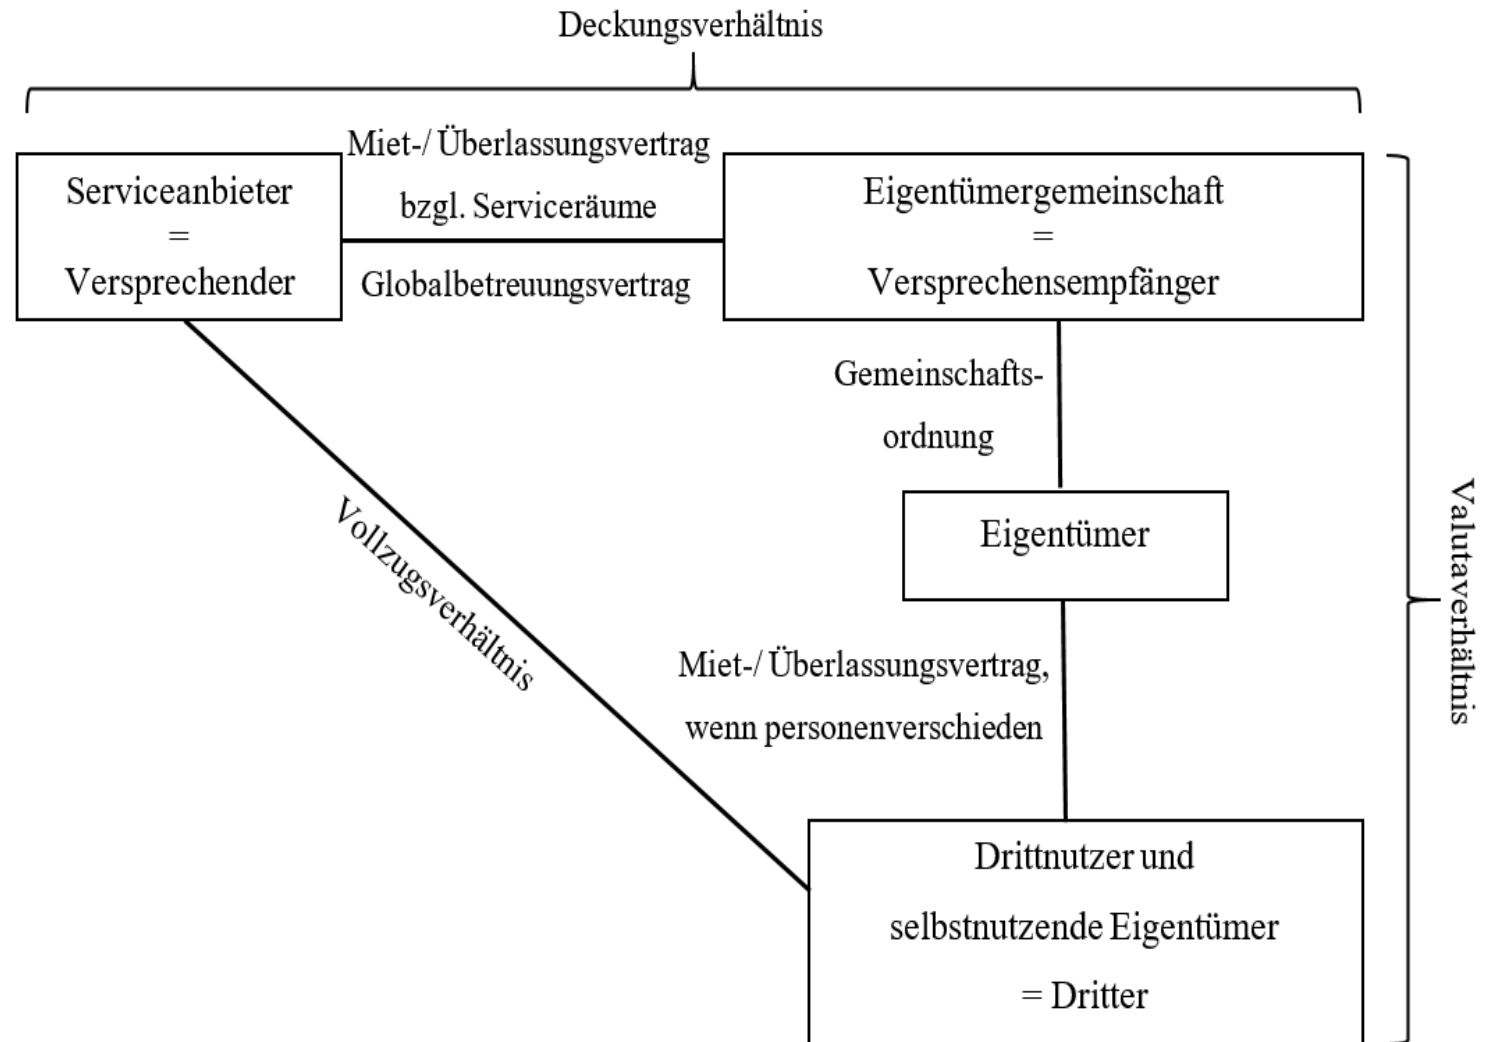 Deckungsverhältnis
Miet-/ Überlassungsvertrag
bzgl. Serviceräume
Globalbetreuungsvertrag
Serviceanbieter
=
Versprechender
Eigentümergemeinschaft
=
Versprechensempfänger
Gemeinschafts-
ordnung
Eigentümer
Valutaverhältnis
Vollzugsverhältnis
Miet-/ Überlassungsvertrag,
wenn personenverschieden
Drittnutzer und
selbstnutzende Eigentümer
= Dritter